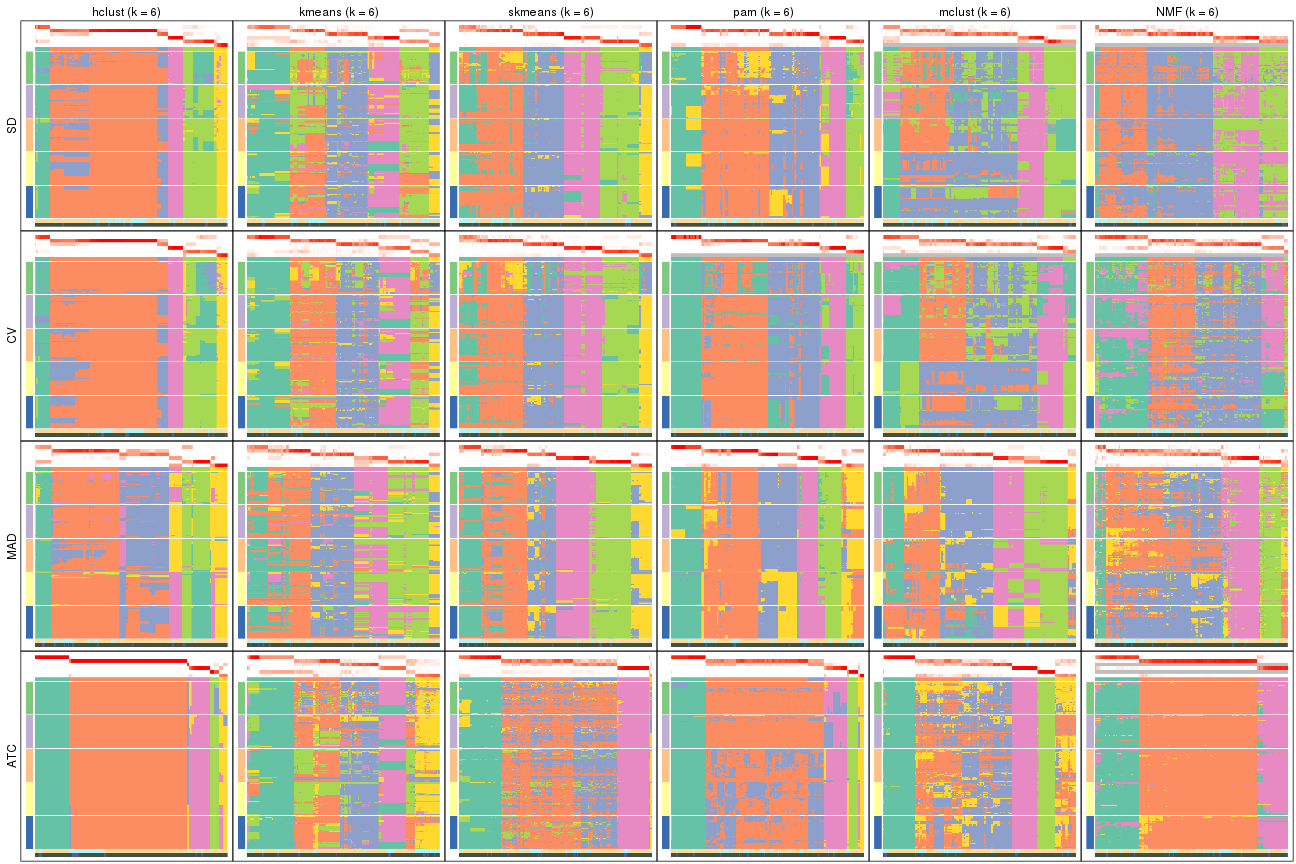 hclust (k = 6) kmeans (k = 6) skmeans (k = 6) pam (k = 6) mclust (k = 6) NMF (k = 6)
SD
CV
MAD
ATC